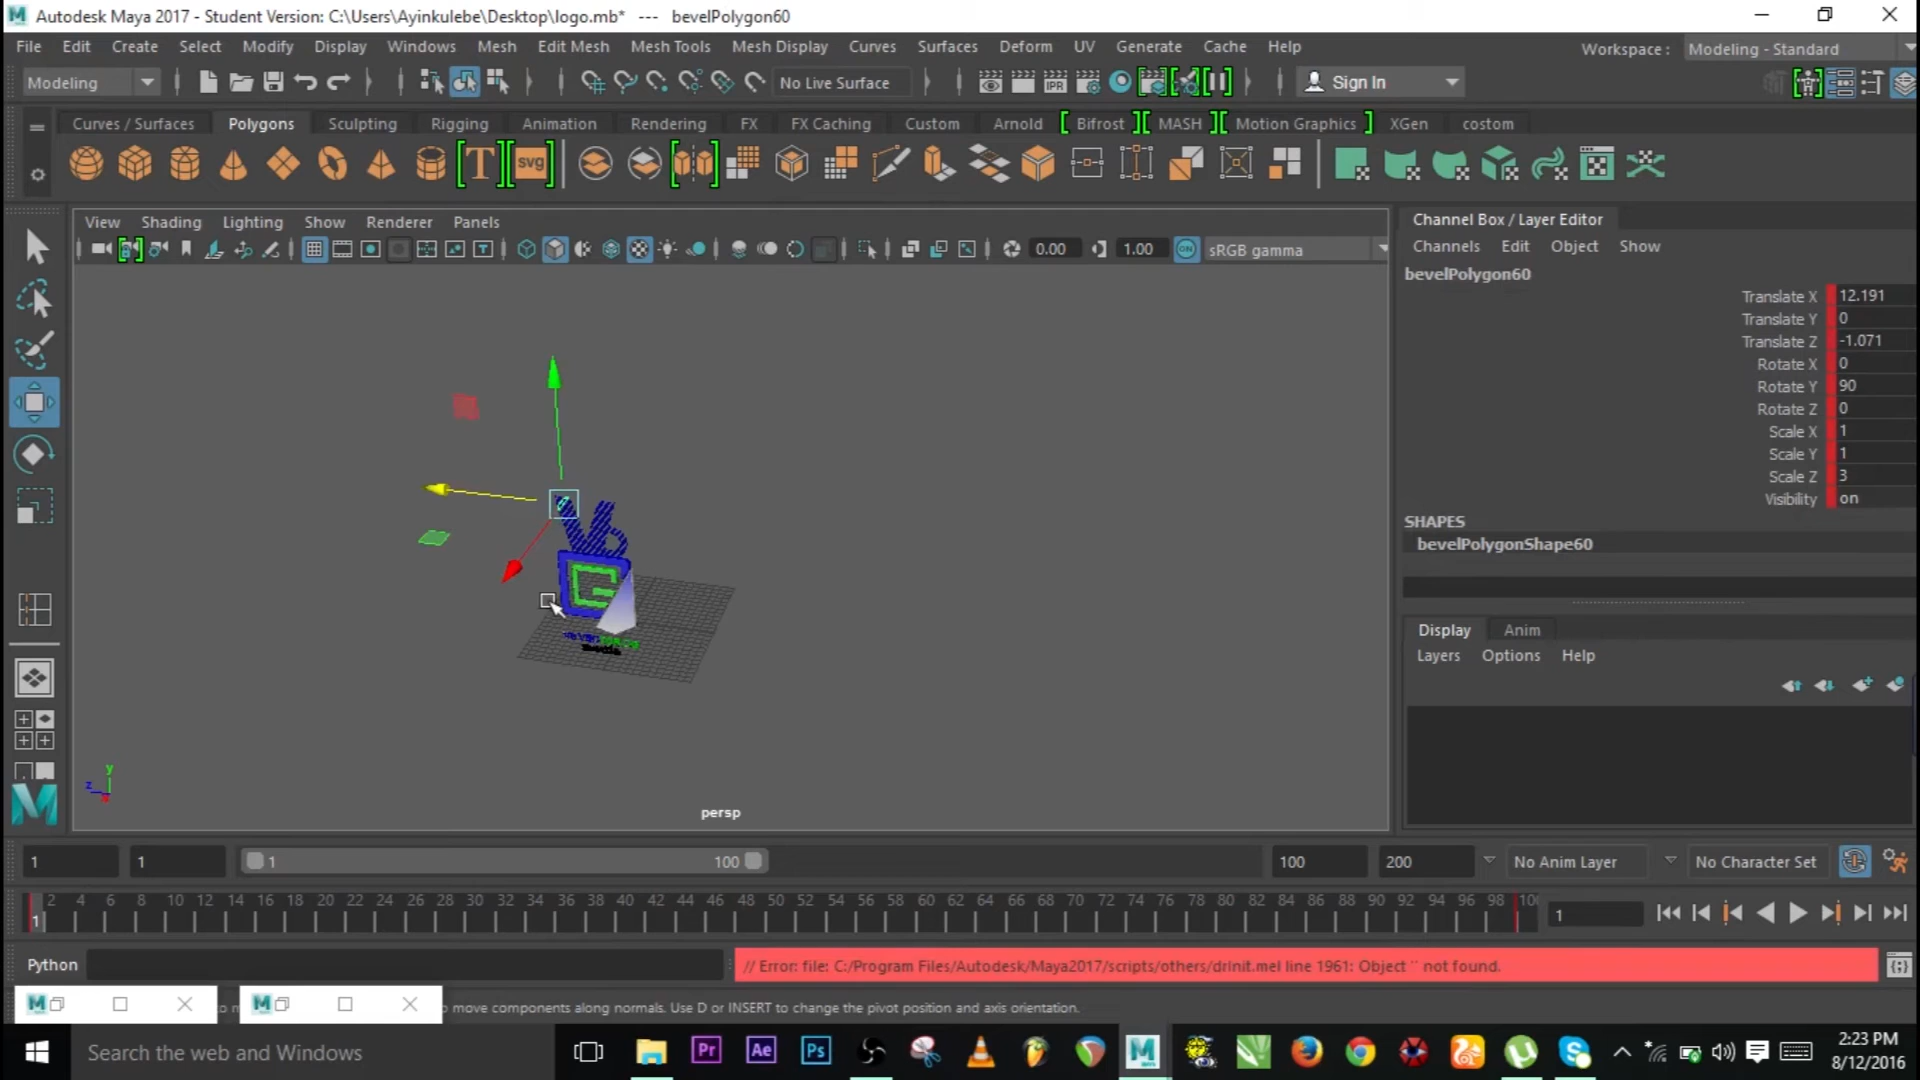 Autodesk Maya 2017 - Student Version: C:\Users\Ayinkulebe\Desktop\logo.mb* --- bevelPolygon60
File Edit Create Select Modify Display Windows Mesh Edit Mesh Mesh Tools Mesh Display Curves Surfaces Deform UV Generate Cache Help Workspace : Modeling - Standard
Modeling No Live Surface IPR Sign In
Curves / Surfaces Polygons Sculpting Rigging Animation Rendering FX FX Caching Custom Arnold Bifrost MASH Motion Graphics XGen costom
T svg
View Shading Lighting Show Renderer Panels
0.00 1.00 ON sRGB gamma
Channel Box / Layer Editor
Channels Edit Object Show
bevelPolygon60
Translate X 12.191
Translate Y 0
Translate Z -1.071
Rotate X 0
Rotate Y 90
Rotate Z 0
Scale X 1
Scale Y 1
Scale Z 3
Visibility on
SHAPES
bevelPolygonShape60
Display Anim
Layers Options Help
G
y
z
persp
1 1 1 100 100 200 No Anim Layer No Character Set
2 4 6 8 10 12 14 16 18 20 22 24 26 28 30 32 34 36 38 40 42 44 46 48 50 52 54 56 58 60 62 64 66 68 70 72 74 76 78 80 82 84 86 88 90 92 94 96 98 100
1 1
Python // Error: file: C:/Program Files/Autodesk/Maya2017/scripts/others/drInit.mel line 1961: Object '' not found.
to move components along normals. Use D or INSERT to change the pivot position and axis orientation.
Search the web and Windows Pr Ae Ps
2:23 PM
8/12/2016